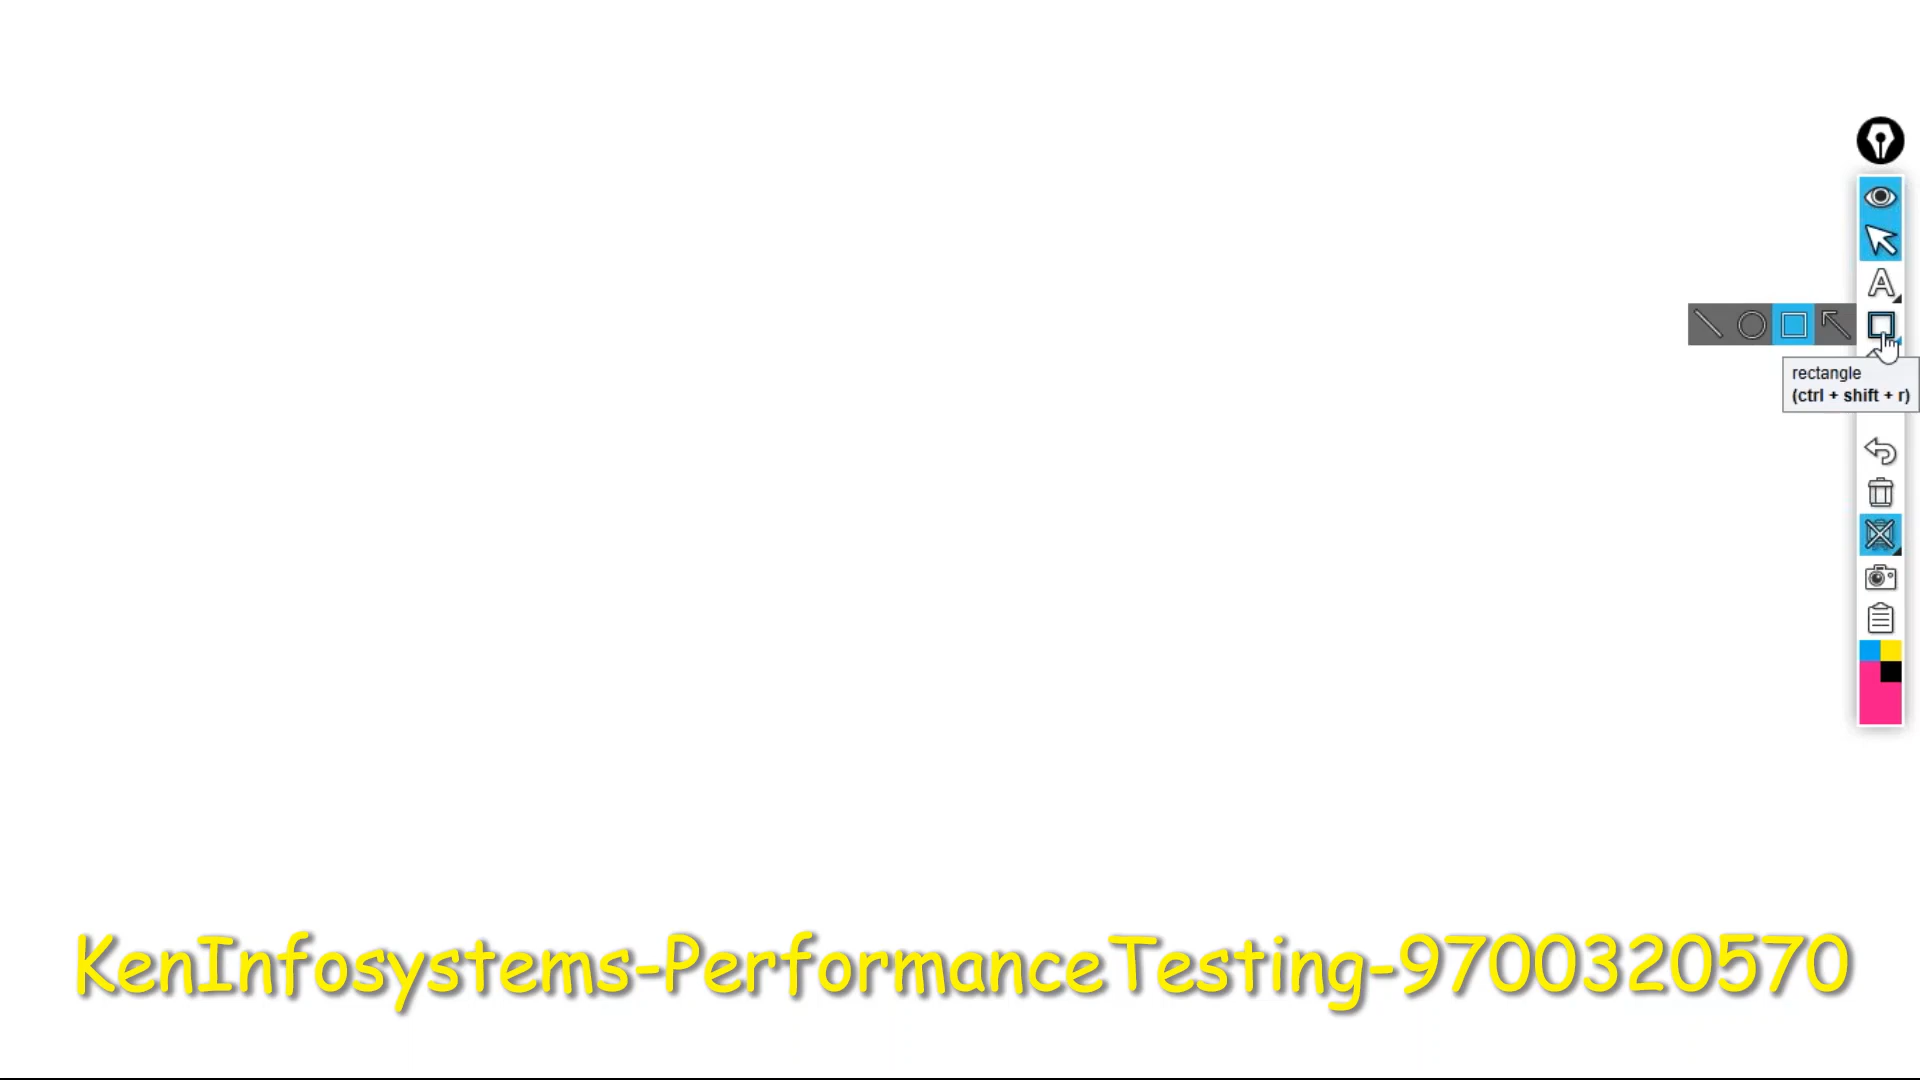 rectangle
(ctrl + shift + r)
KenInfosystems-PerformanceTesting-9700320570